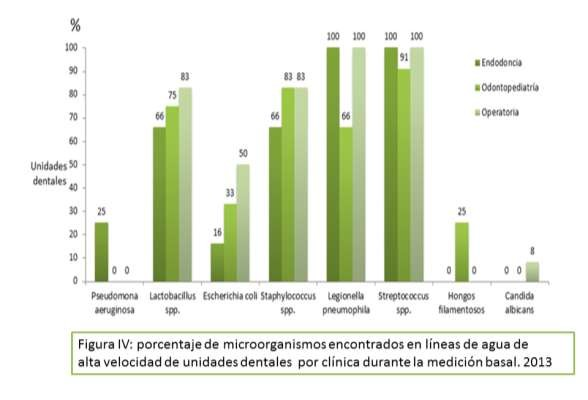 %
100
90
80
70
60
Unidades 50
dentales 40
30
20
10
0
Endodoncia
Odontopediatría
Operatoria
25 0 0
66 75 83
16 33 50
66 83 83
100 66 100
100 91 100
0 25 0
0 0 8
Pseudomona
aeruginosa
Lactobacillus
spp.
Escherichia coli
Staphylococcus
spp.
Legionella
pneumophila
Streptococcus
spp.
Hongos
filamentosos
Candida
albicans
Figura IV: porcentaje de microorganismos encontrados en líneas de agua de
alta velocidad de unidades dentales por clínica durante la medición basal. 2013